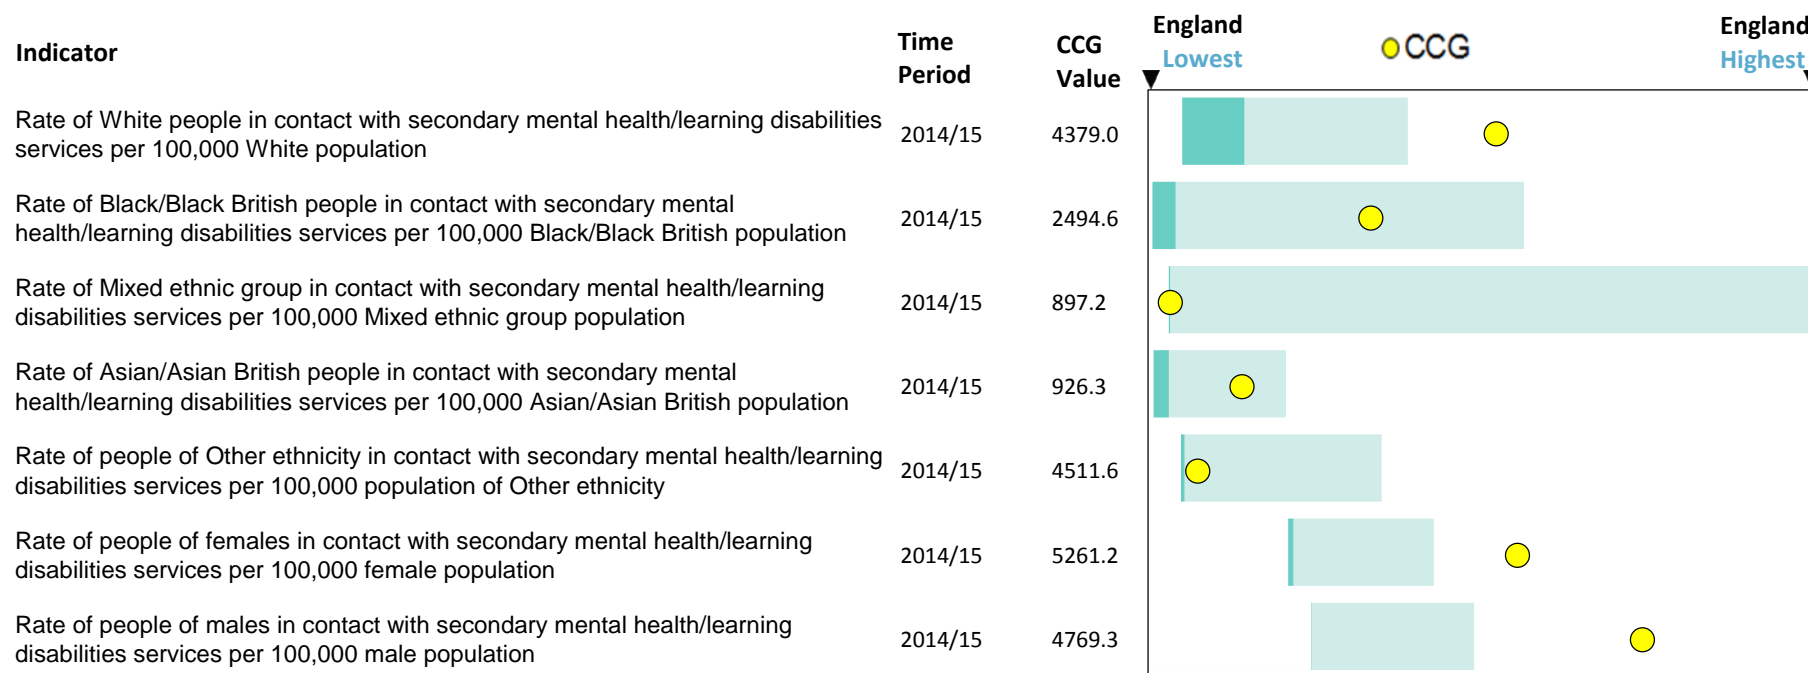 Indicator
Time Period
CCG Value
England Lowest
CCG
England Highest
Rate of White people in contact with secondary mental health/learning disabilities
services per 100,000 White population
2014/15
4379.0
Rate of Black/Black British people in contact with secondary mental
health/learning disabilities services per 100,000 Black/Black British population
2014/15
2494.6
Rate of Mixed ethnic group in contact with secondary mental health/learning
disabilities services per 100,000 Mixed ethnic group population
2014/15
897.2
Rate of Asian/Asian British people in contact with secondary mental
health/learning disabilities services per 100,000 Asian/Asian British population
2014/15
926.3
Rate of people of Other ethnicity in contact with secondary mental health/learning
disabilities services per 100,000 population of Other ethnicity
2014/15
4511.6
Rate of people of females in contact with secondary mental health/learning
disabilities services per 100,000 female population
2014/15
5261.2
Rate of people of males in contact with secondary mental health/learning
disabilities services per 100,000 male population
2014/15
4769.3